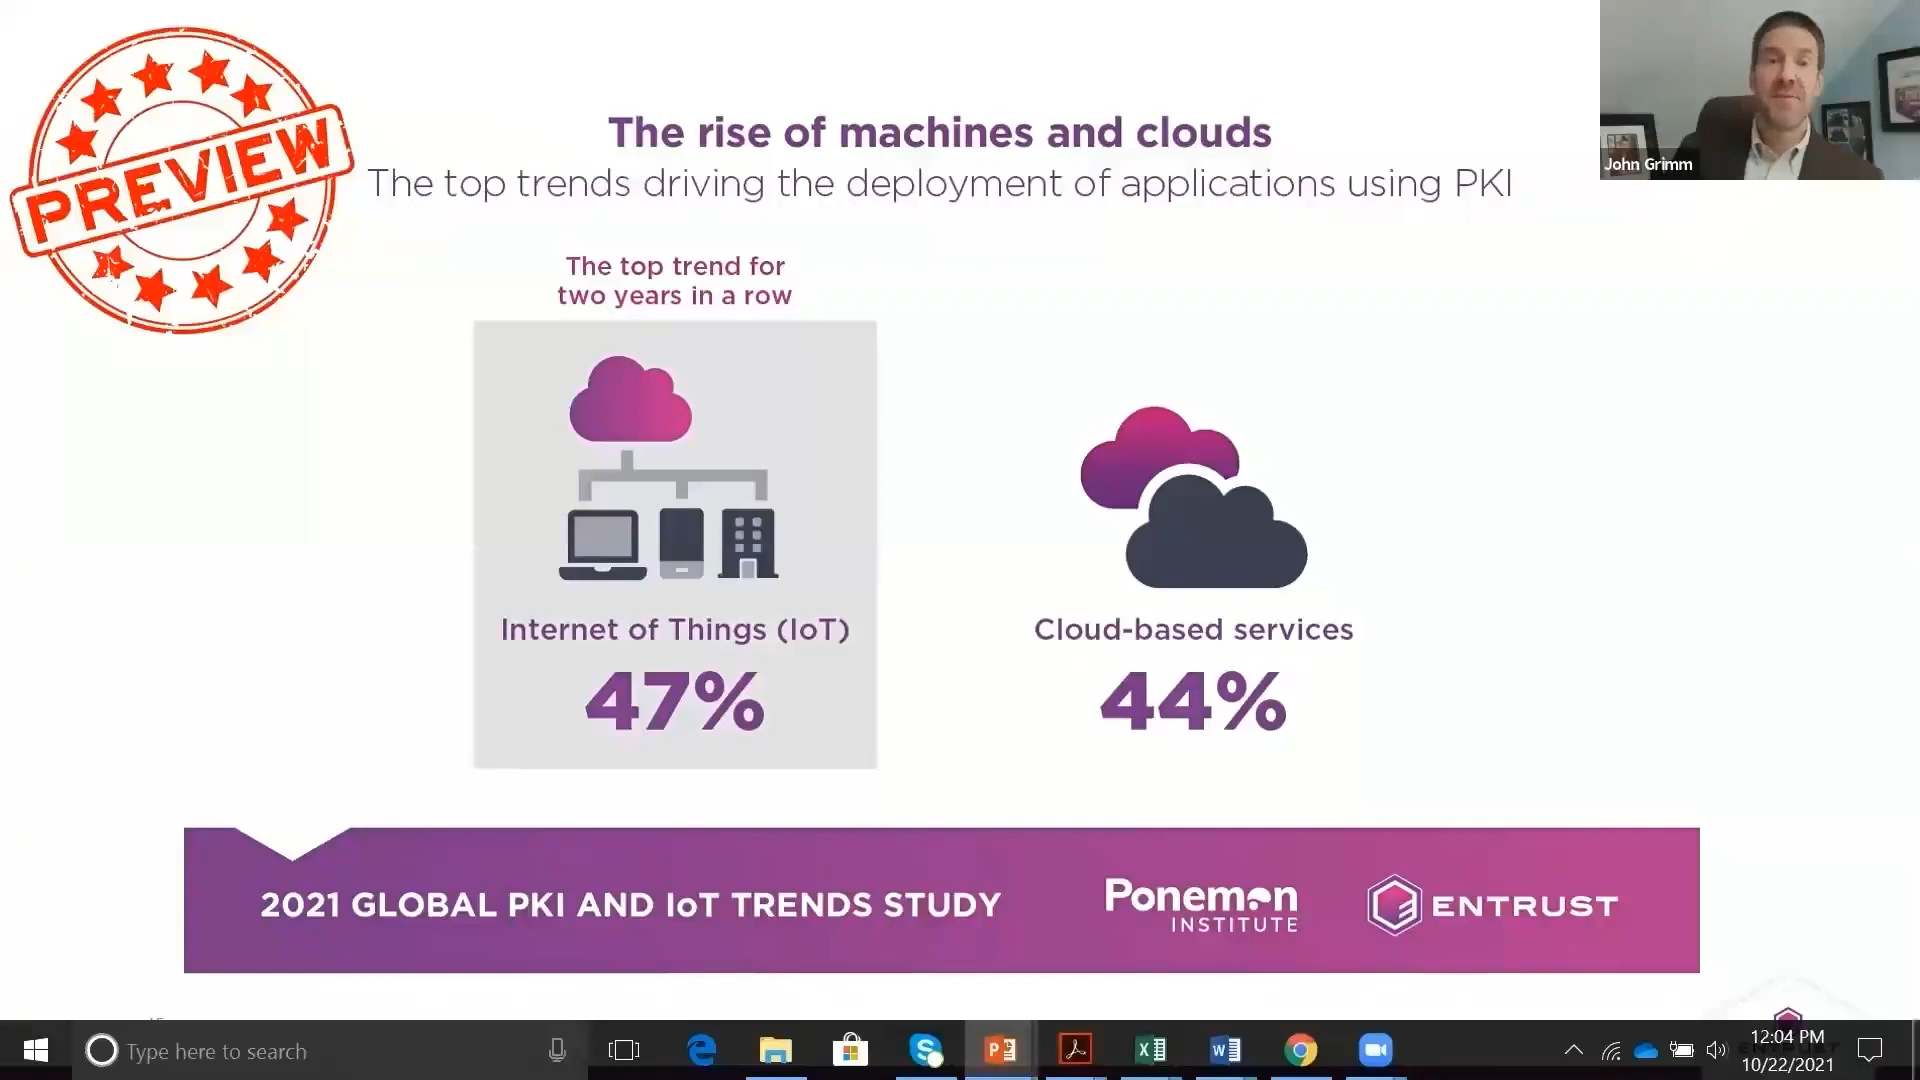 PREVIEW
The rise of machines and clouds
The top trends driving the deployment of applications using PKI
John Grimm
The top trend for
two years in a row
Internet of Things (IoT)
47%
Cloud-based services
44%
2021 GLOBAL PKI AND IoT TRENDS STUDY
Ponemon
INSTITUTE
ENTRUST
Type here to search
12:04 PM
10/22/2021